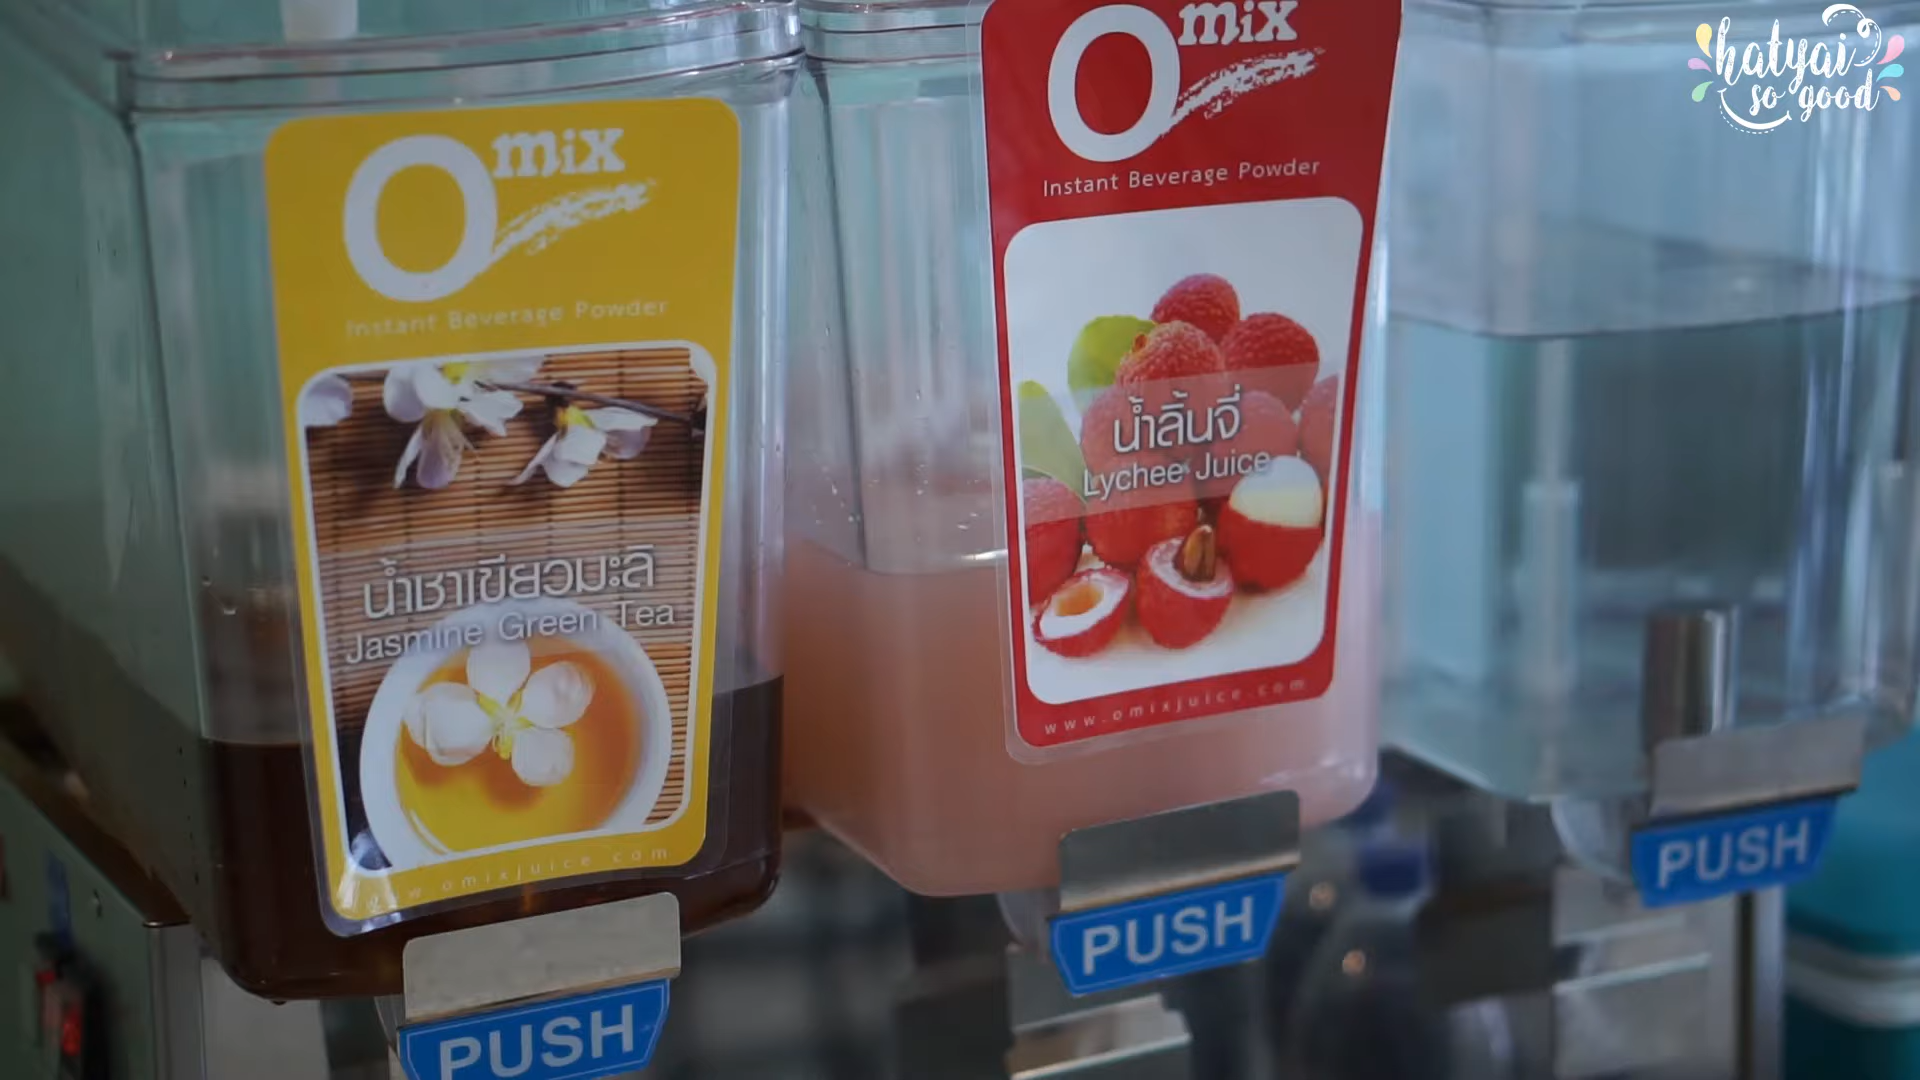 O mix
Instant Beverage Powder
น้ำชาเขียวมะลิ
Jasmine Green Tea
www.omixjuice.com
PUSH
O mix
Instant Beverage Powder
น้ำลิ้นจี่
Lychee Juice
www.omixjuice.com
PUSH
PUSH
hatyai
so good